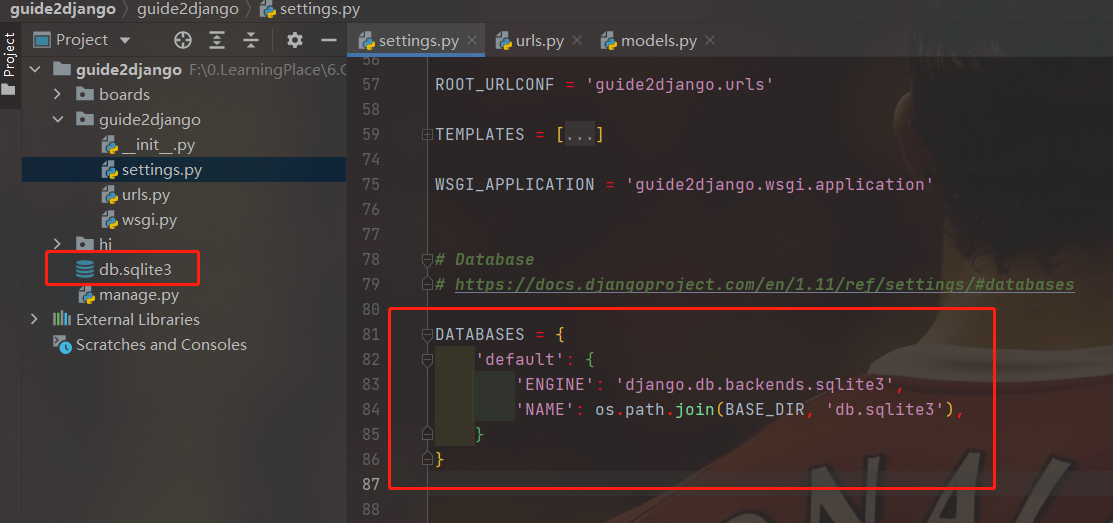 guide2django 〉 guide2django 〉 settings.py
Project
Project
settings.py × urls.py × models.py ×
guide2django F:\0.LearningPlace\6.
boards
guide2django
__init__.py
settings.py
urls.py
wsgi.py
hi
db.sqlite3
manage.py
External Libraries
Scratches and Consoles
56
57 ROOT_URLCONF = 'guide2django.urls'
58
59 TEMPLATES = [...]
74
75 WSGI_APPLICATION = 'guide2django.wsgi.application'
76
77
78 # Database
79 # https://docs.djangoproject.com/en/1.11/ref/settings/#databases
80
81 DATABASES = {
82 'default': {
83 'ENGINE': 'django.db.backends.sqlite3',
84 'NAME': os.path.join(BASE_DIR, 'db.sqlite3'),
85 }
86 }
87
88